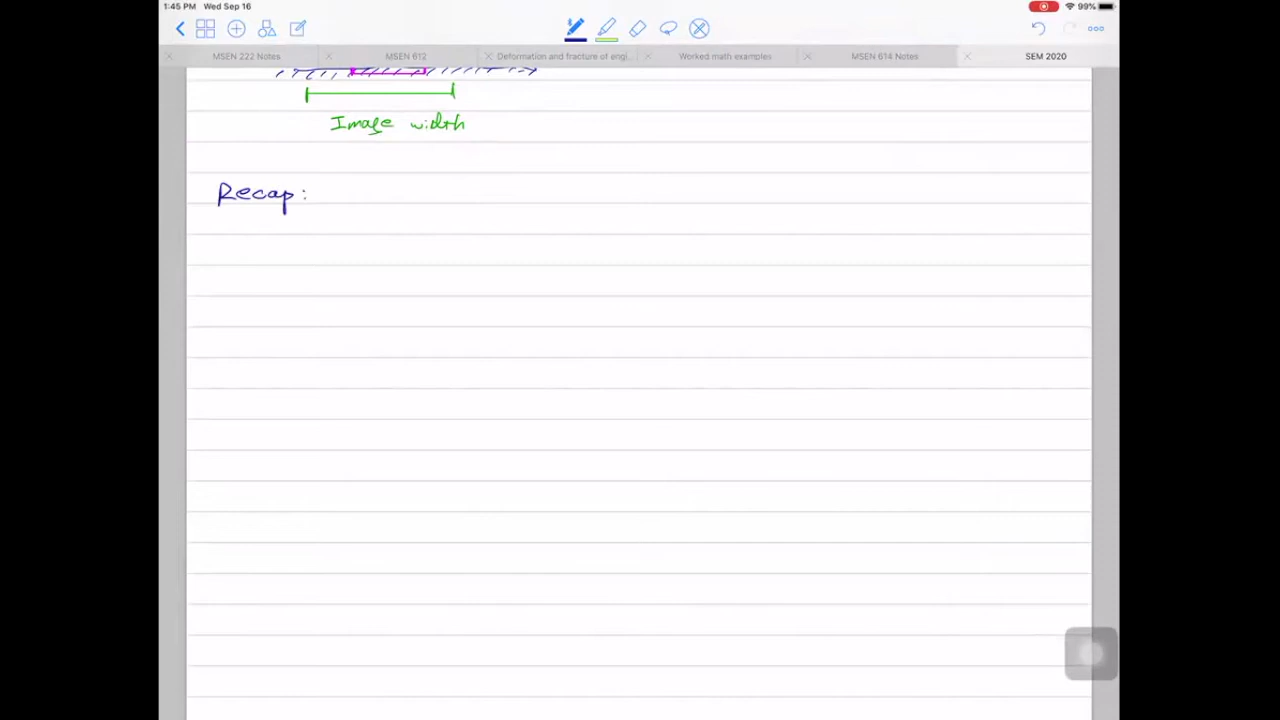 1:45 PM Wed Sep 16 99%
MSEN 222 Notes MSEN 612 Deformation and fracture of engi... Worked math examples MSEN 614 Notes SEM 2020
Image width
Recap: